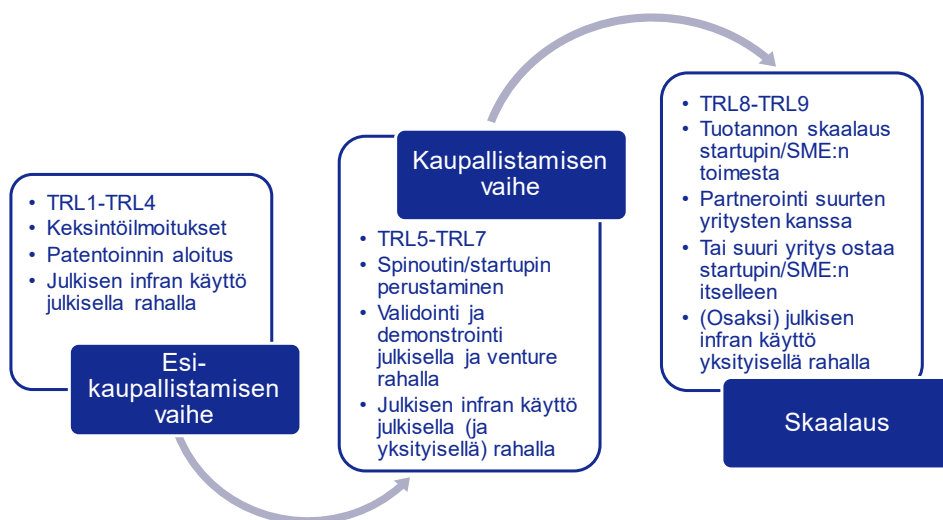 • TRL1-TRL4
• Keksintöilmoitukset
• Patentoinnin aloitus
• Julkisen infran käyttö
julkisella rahalla
Esi-
kaupallistamisen
vaihe
Kaupallistamisen
vaihe
• TRL5-TRL7
• Spinoutin/startupin
perustaminen
• Validointi ja
demonstrointi
julkisella ja venture
rahalla
• Julkisen infran käyttö
julkisella (ja
yksityisellä) rahalla
• TRL8-TRL9
• Tuotannon skaalaus
startupin/SME:n
toimesta
• Partnerointi suurten
yritysten kanssa
• Tai suuri yritys ostaa
startupin/SME:n
itselleen
• (Osaksi) julkisen
infran käyttö
yksityisellä rahalla
Skaalaus